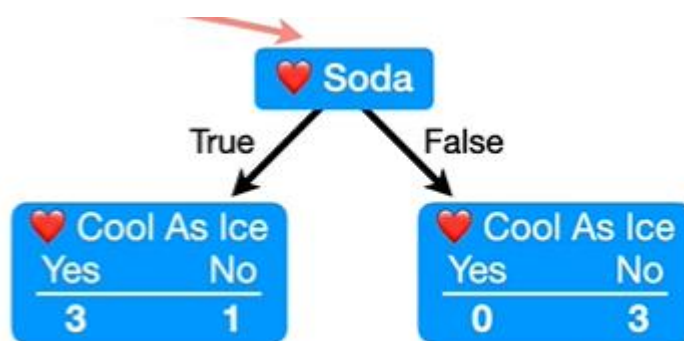 ❤️ Soda
True False
❤️ Cool As Ice
Yes No
3 1
❤️ Cool As Ice
Yes No
0 3